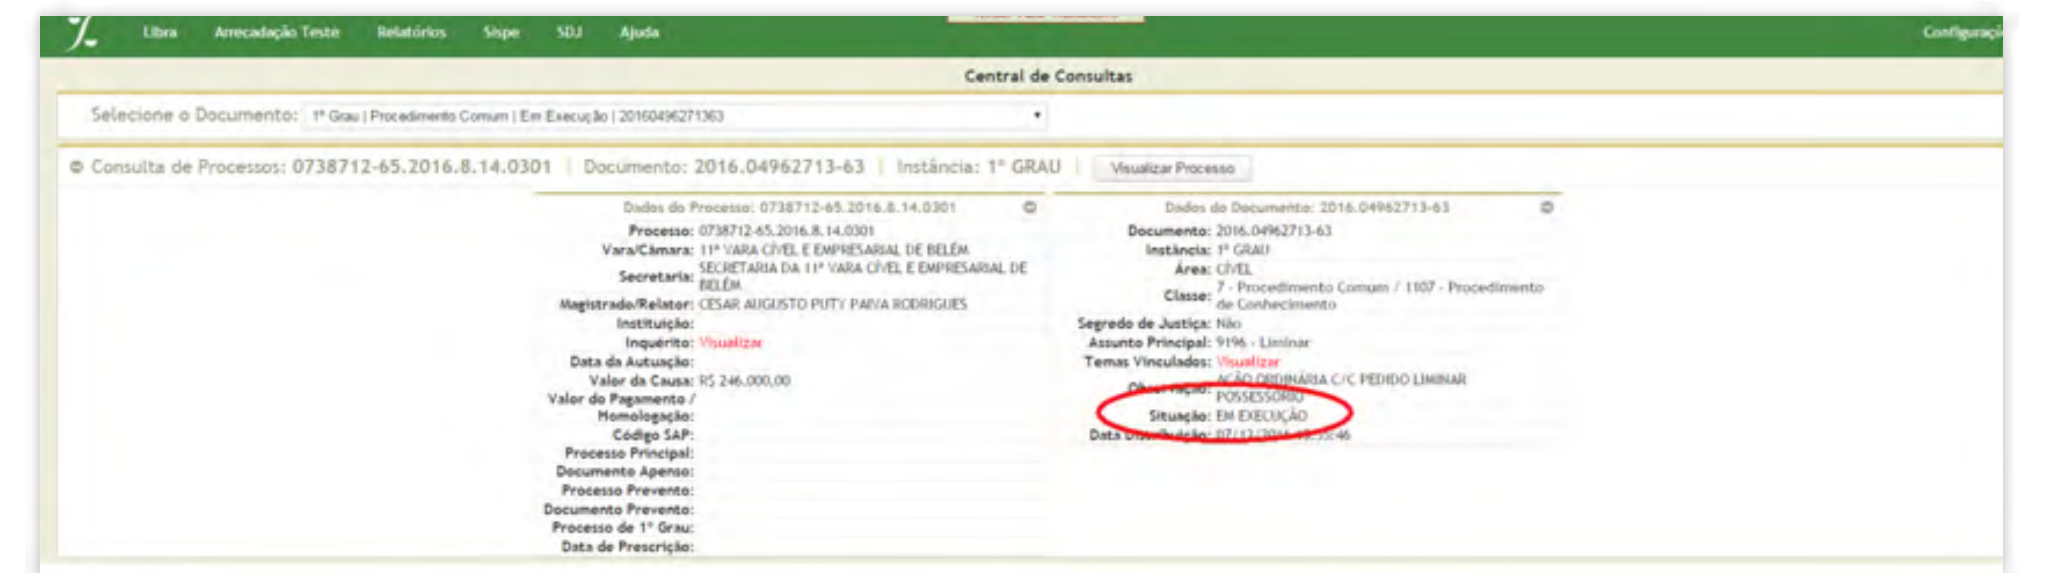 Libra Arrecadação Teste Relatórios Sispe SDJ Ajuda Configuraçõ
Central de Consultas
Selecione o Documento: 1º Grau | Procedimento Comum | Em Execução | 20160496271363
Consulta de Processos: 0738712-65.2016.8.14.0301 | Documento: 2016.04962713-63 | Instância: 1º GRAU | Visualizar Processo
Dados do Processo: 0738712-65.2016.8.14.0301
Processo: 0738712-65.2016.8.14.0301
Vara/Câmara: 11ª VARA CÍVEL E EMPRESARIAL DE BELÉM
Secretaria: SECRETARIA DA 11ª VARA CÍVEL E EMPRESARIAL DE
BELÉM
Magistrado/Relator: CESAR AUGUSTO PUTY PAIVA RODRIGUES
Instituição:
Inquérito: Visualizar
Data da Autuação:
Valor da Causa: R$ 246.000,00
Valor do Pagamento /
Homologação:
Código SAP:
Processo Principal:
Documento Apenso:
Processo Prevento:
Documento Prevento:
Processo de 1º Grau:
Data de Prescrição:
Dados do Documento: 2016.04962713-63
Documento: 2016.04962713-63
Instância: 1º GRAU
Área: CÍVEL
Classe: 7 - Procedimento Comum / 1107 - Procedimento
de Conhecimento
Segredo de Justiça: Não
Assunto Principal: 9196 - Liminar
Temas Vinculados: Visualizar
Observação: AÇÃO ORDINÁRIA C/C PEDIDO LIMINAR
POSSESSÓRIO
Situação: EM EXECUÇÃO
Data Distribuição: 07/12/2016